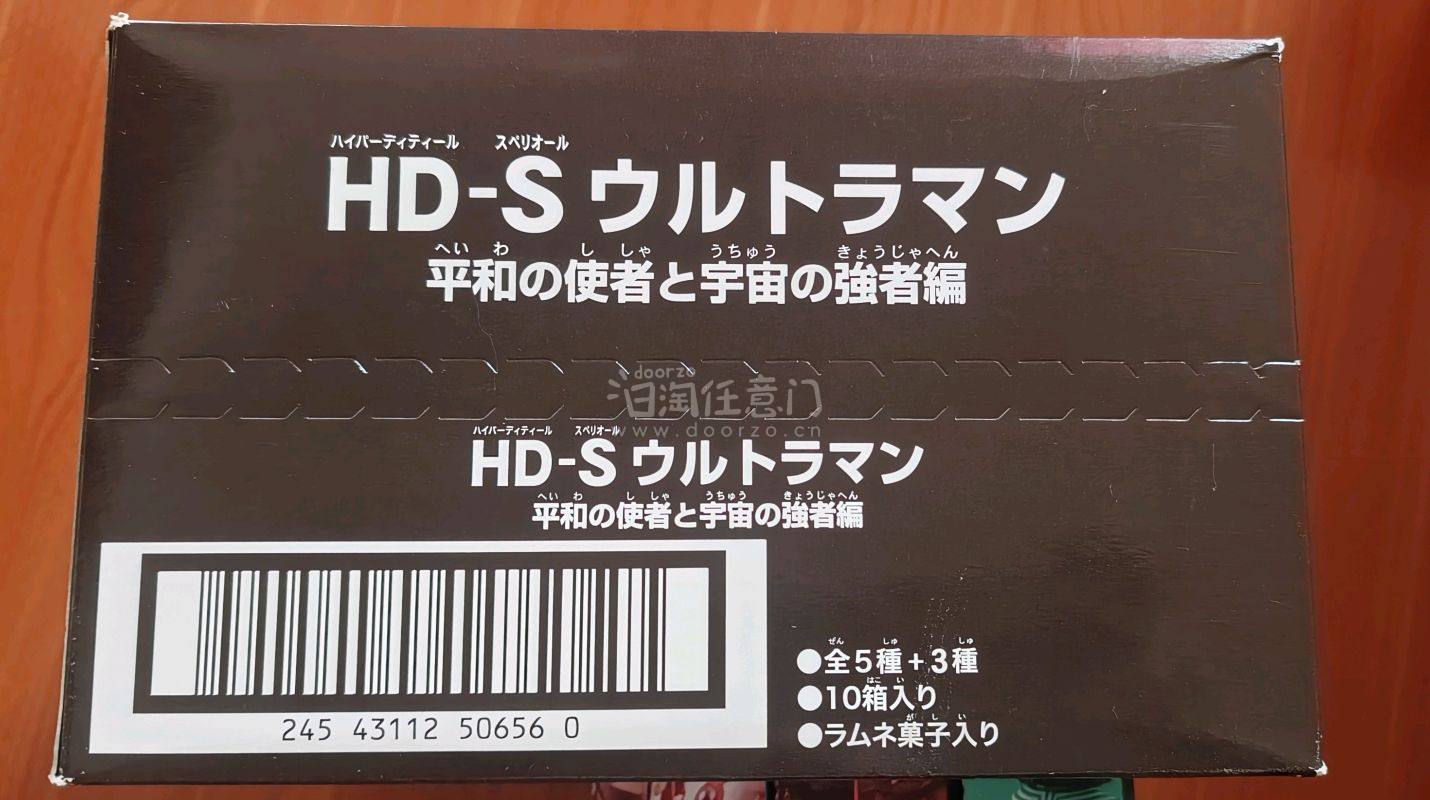 ハイパーディティール スペリオール
HD-S ウルトラマン
へいわ ししゃ うちゅう きょうじゃへん
平和の使者と宇宙の強者編
doorzo
日淘任意门
www.doorzo.cn
ハイパーディティール スペリオール
HD-S ウルトラマン
へいわ ししゃ うちゅう きょうじゃへん
平和の使者と宇宙の強者編
245 43112 50656 0
ぜん しゅ しゅ
●全5種+3種
はこ い
●10箱入り
がし い
●ラムネ菓子入り